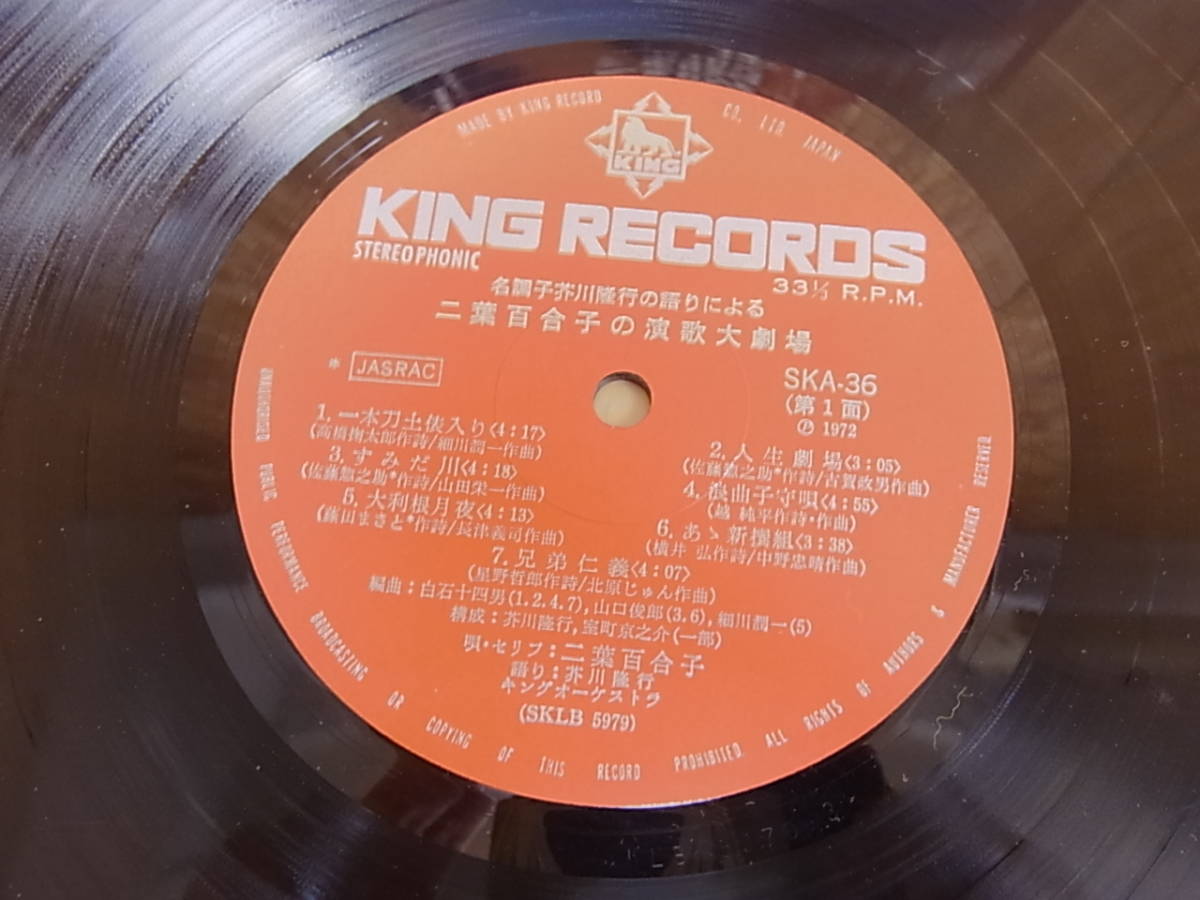 MADE BY KING RECORD CO., LTD. JAPAN
KING
KING RECORDS
STEREOPHONIC
33⅓ R.P.M.
名調子芥川隆行の語りによる
二葉百合子の演歌大劇場
JASRAC
SKA-36
(第1面)
Ⓟ 1972
1. 一本刀土俵入り〈4:17〉
(高橋掬太郎作詩/細川潤一作曲)
2. 人生劇場〈3:05〉
(佐藤惣之助*作詩/古賀政男作曲)
3. すみだ川〈4:18〉
(佐藤惣之助*作詩/山田栄一作曲)
4. 浪曲子守唄〈4:55〉
(越 純平作詩・作曲)
5. 大利根月夜〈4:13〉
(藤田まさと*作詩/長津義司作曲)
6. あゝ新撰組〈3:38〉
(横井 弘作詩/中野忠晴作曲)
7. 兄弟仁義〈4:07〉
(星野哲郎作詩/北原じゅん作曲)
編曲:白石十四男(1.2.4.7), 山口俊郎(3.6), 細川潤一(5)
構成:芥川隆行, 室町京之介(一部)
唄・セリフ:二葉百合子
語り:芥川隆行
キングオーケストラ
(SKLB 5979)
UNAUTHORIZED PUBLIC PERFORMANCE BROADCASTING OR COPYING OF THIS RECORD PROHIBITED. ALL RIGHTS OF AUTHORS & MANUFACTURER RESERVED